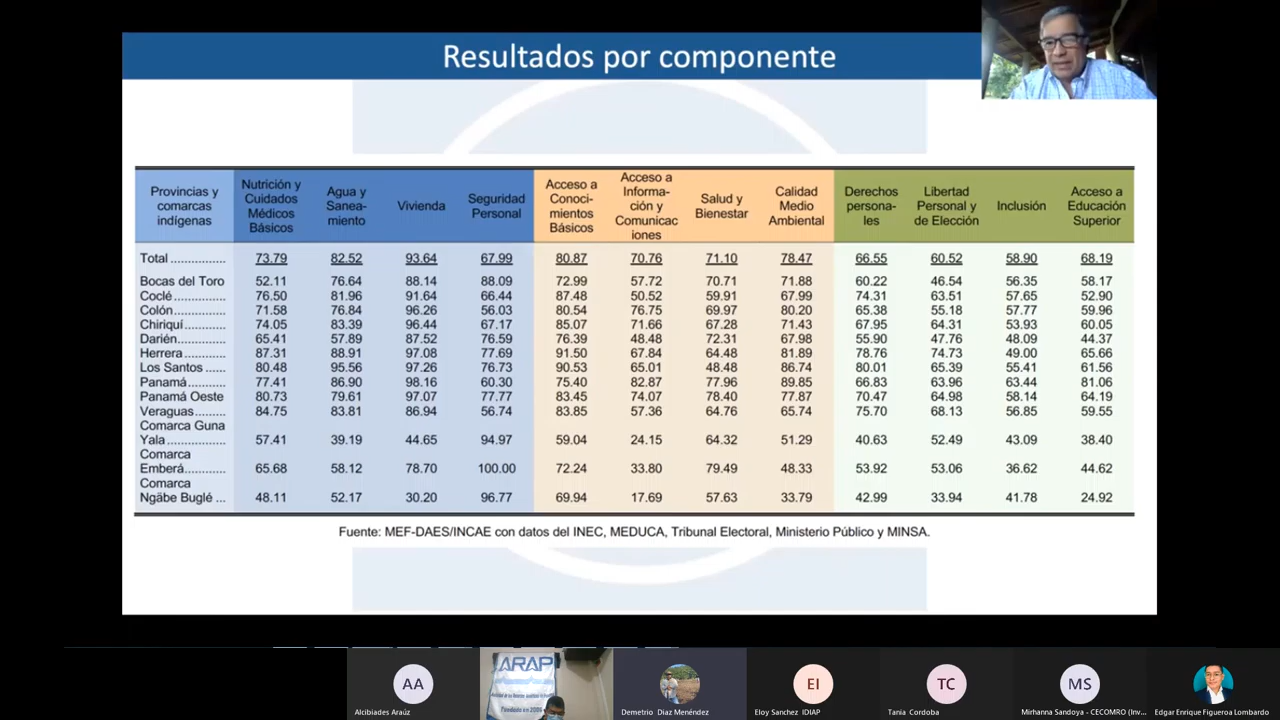 Resultados por componente
Provincias y comarcas indígenas
Nutrición y Cuidados Médicos Básicos
Agua y Sanea-miento
Vivienda
Seguridad Personal
Acceso a Conoci-mientos Básicos
Acceso a Informa-ción y Comunicac iones
Salud y Bienestar
Calidad Medio Ambiental
Derechos persona-les
Libertad Personal y de Elección
Inclusión
Acceso a Educación Superior
Total ............... 73.79 82.52 93.64 67.99 80.87 70.76 71.10 78.47 66.55 60.52 58.90 68.19
Bocas del Toro 52.11 76.64 88.14 88.09 72.99 57.72 70.71 71.88 60.22 46.54 56.35 58.17
Coclé.............. 76.50 81.96 91.64 66.44 87.48 50.52 59.91 67.99 74.31 63.51 57.65 52.90
Colón.............. 71.58 76.84 96.26 56.03 80.54 76.75 69.97 80.20 65.38 55.18 57.77 59.96
Chiriquí........... 74.05 83.39 96.44 67.17 85.07 71.66 67.28 71.43 67.95 64.31 53.93 60.05
Darién............. 65.41 57.89 87.52 76.59 76.39 48.48 72.31 67.98 55.90 47.76 48.09 44.37
Herrera........... 87.31 88.91 97.08 77.69 91.50 67.84 64.48 81.89 78.76 74.73 49.00 65.66
Los Santos ...... 80.48 95.56 97.26 76.73 90.53 65.01 48.48 86.74 80.01 65.39 55.41 61.56
Panamá.......... 77.41 86.90 98.16 60.30 75.40 82.87 77.96 89.85 66.83 63.96 63.44 81.06
Panamá Oeste 80.73 79.61 97.07 77.77 83.45 74.07 78.40 77.87 70.47 64.98 58.14 64.19
Veraguas........ 84.75 83.81 86.94 56.74 83.85 57.36 64.76 65.74 75.70 68.13 56.85 59.55
Comarca Guna
Yala ............... 57.41 39.19 44.65 94.97 59.04 24.15 64.32 51.29 40.63 52.49 43.09 38.40
Comarca
Emberá........... 65.68 58.12 78.70 100.00 72.24 33.80 79.49 48.33 53.92 53.06 36.62 44.62
Comarca
Ngäbe Buglé ... 48.11 52.17 30.20 96.77 69.94 17.69 57.63 33.79 42.99 33.94 41.78 24.92
Fuente: MEF-DAES/INCAE con datos del INEC, MEDUCA, Tribunal Electoral, Ministerio Público y MINSA.
AA
ARAP
EI
TC
MS
Alcibiades Araúz
Demetrio Diaz Menéndez
Eloy Sanchez IDIAP
Tania Cordoba
Mirhanna Sandoya - CECOMRO (Inv...
Edgar Enrique Figueroa Lombardo